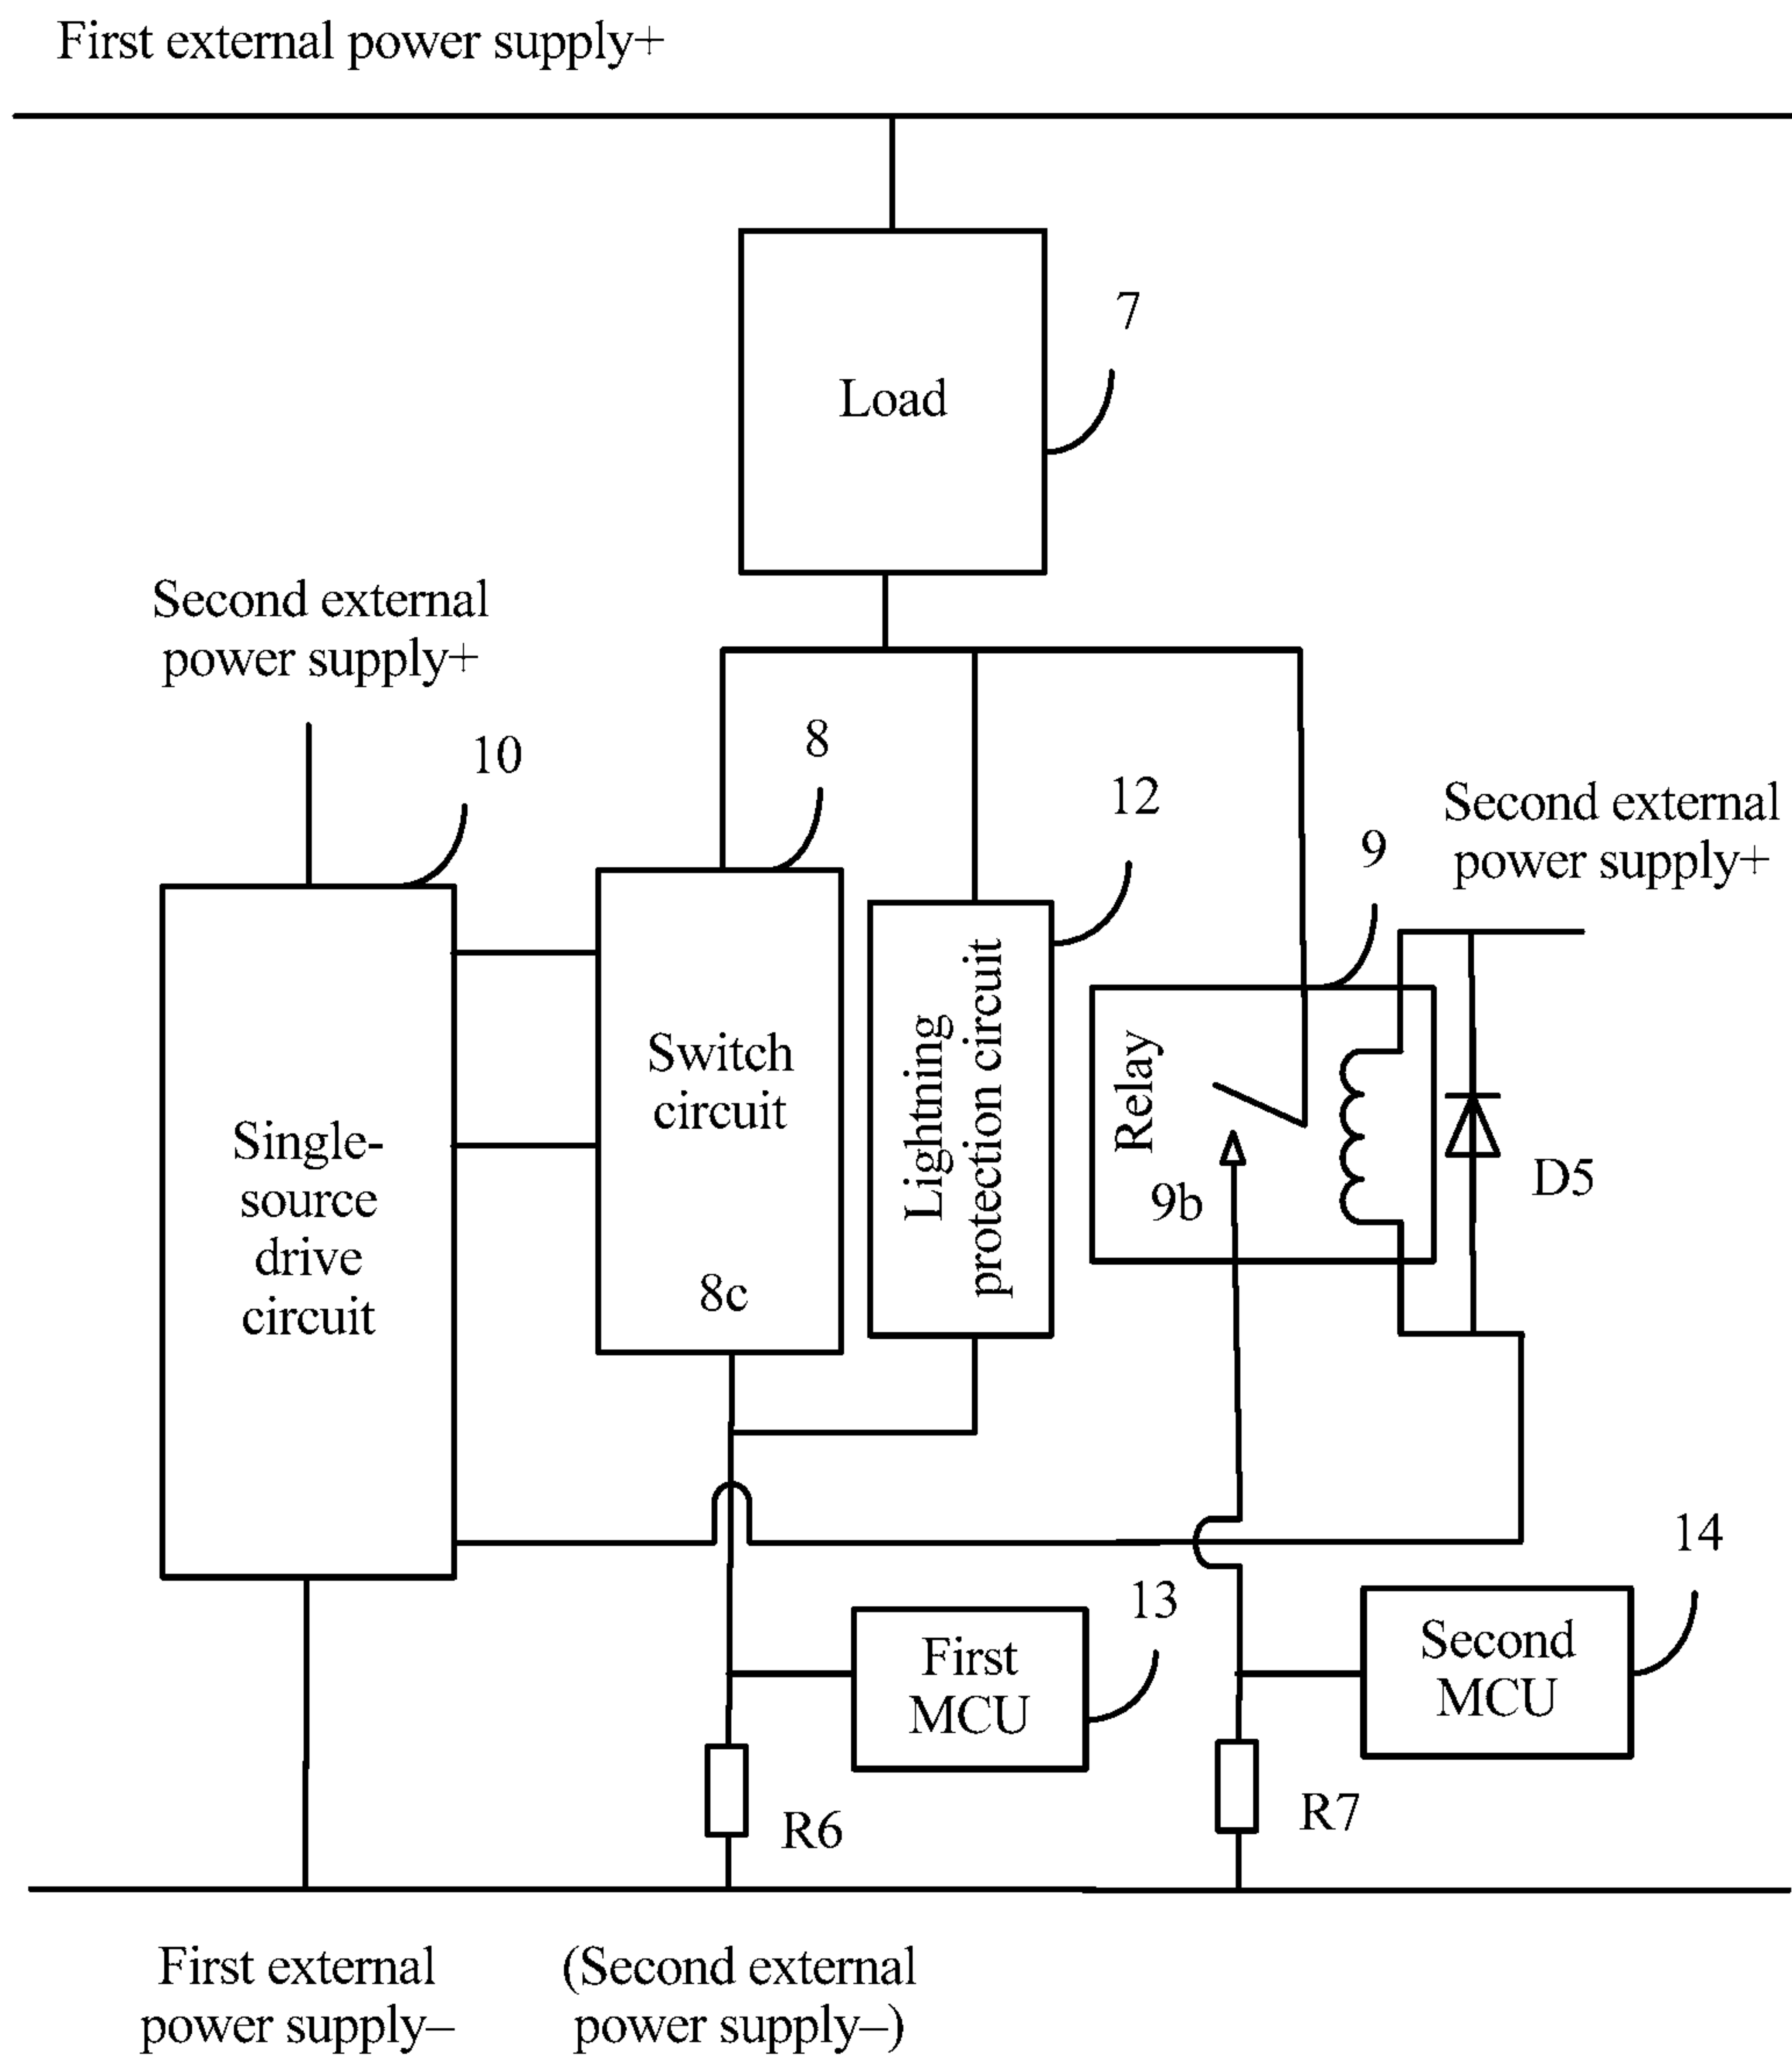 First external power supply+
7
Load
Second external
power supply+
10
8
12
9
Second external
power supply+
Single-
source
drive
circuit
Switch
circuit
8c
Lightning
protection circuit
Relay
9b
D5
13
14
First
MCU
Second
MCU
R6
R7
First external
power supply–
(Second external
power supply–)